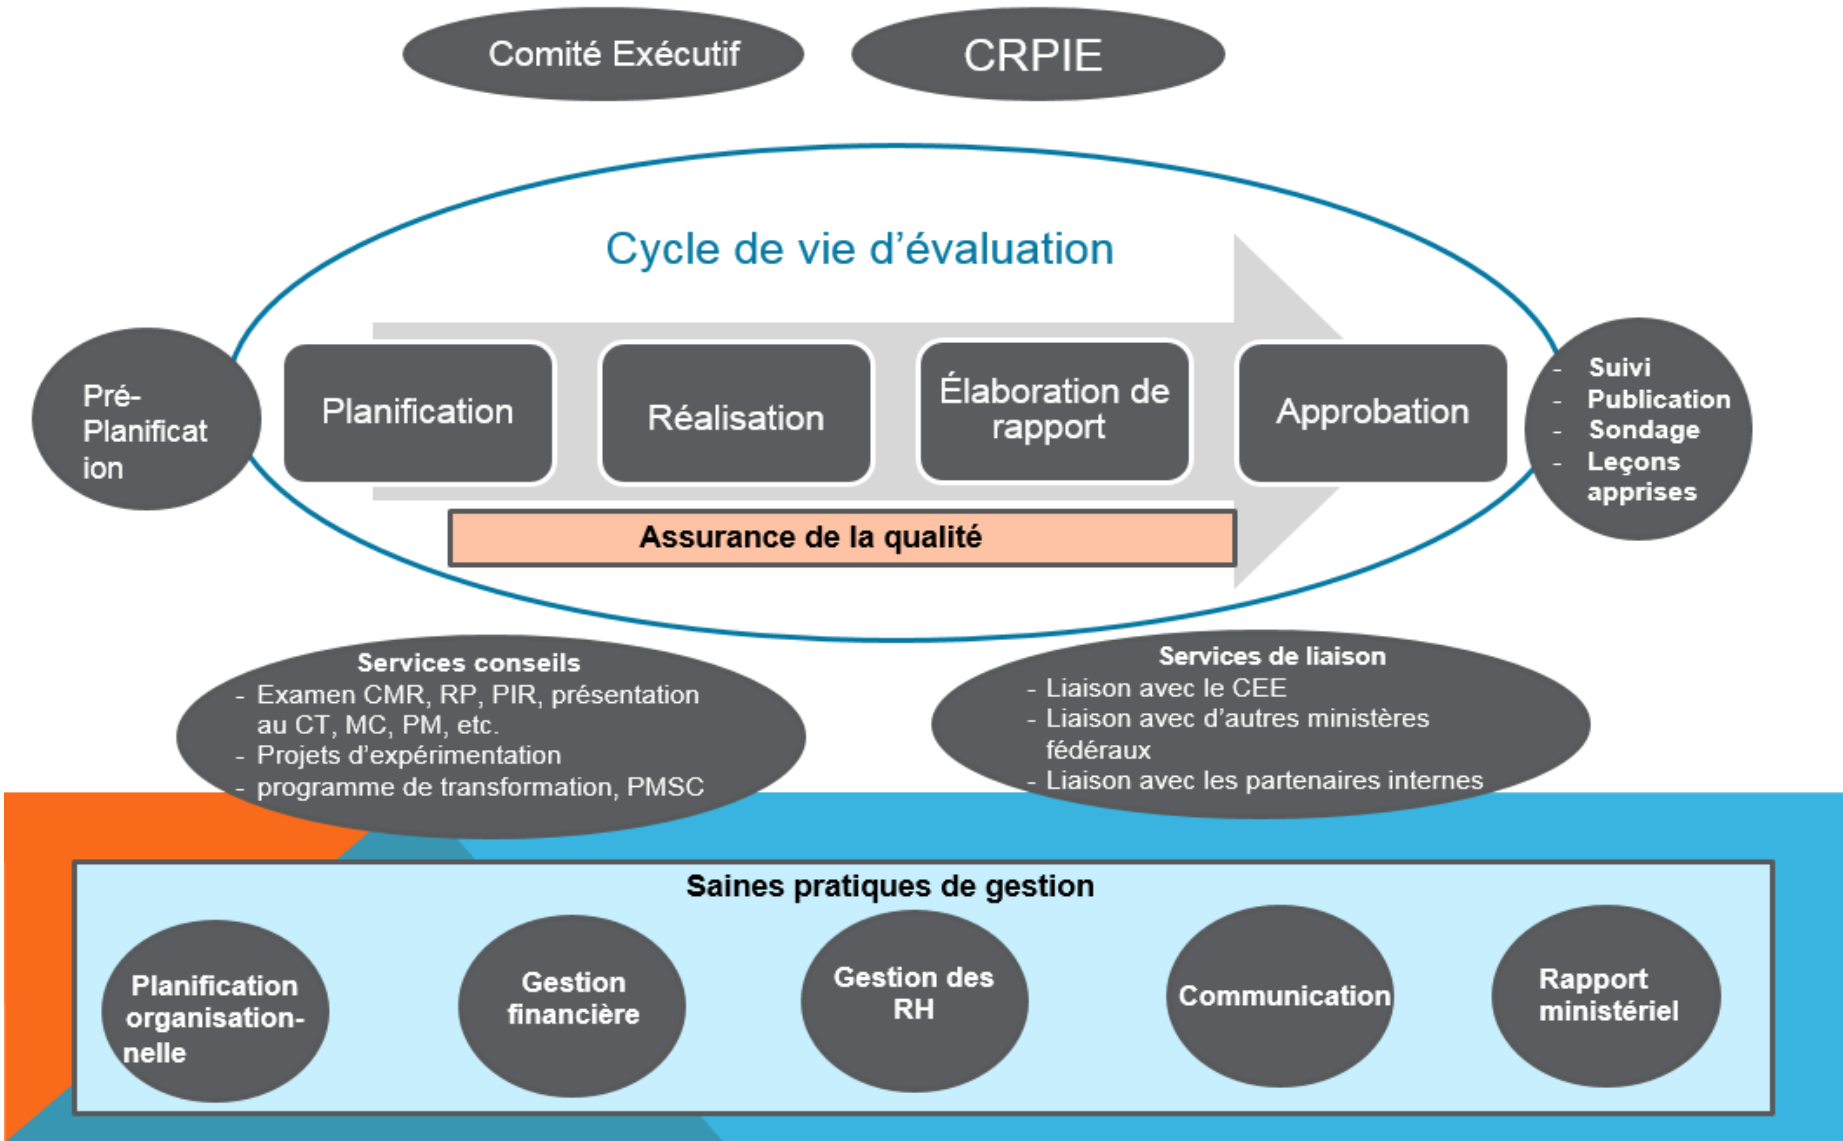 Comité Exécutif
CRPIE
Cycle de vie d’évaluation
Pré-
Planificat
ion
Planification
Réalisation
Élaboration de
rapport
Approbation
- Suivi
- Publication
- Sondage
- Leçons
apprises
Assurance de la qualité
Services conseils
- Examen CMR, RP, PIR, présentation
au CT, MC, PM, etc.
- Projets d’expérimentation
- programme de transformation, PMSC
Services de liaison
- Liaison avec le CEE
- Liaison avec d’autres ministères
fédéraux
- Liaison avec les partenaires internes
Saines pratiques de gestion
Planification
organisation-
nelle
Gestion
financière
Gestion des
RH
Communication
Rapport
ministériel